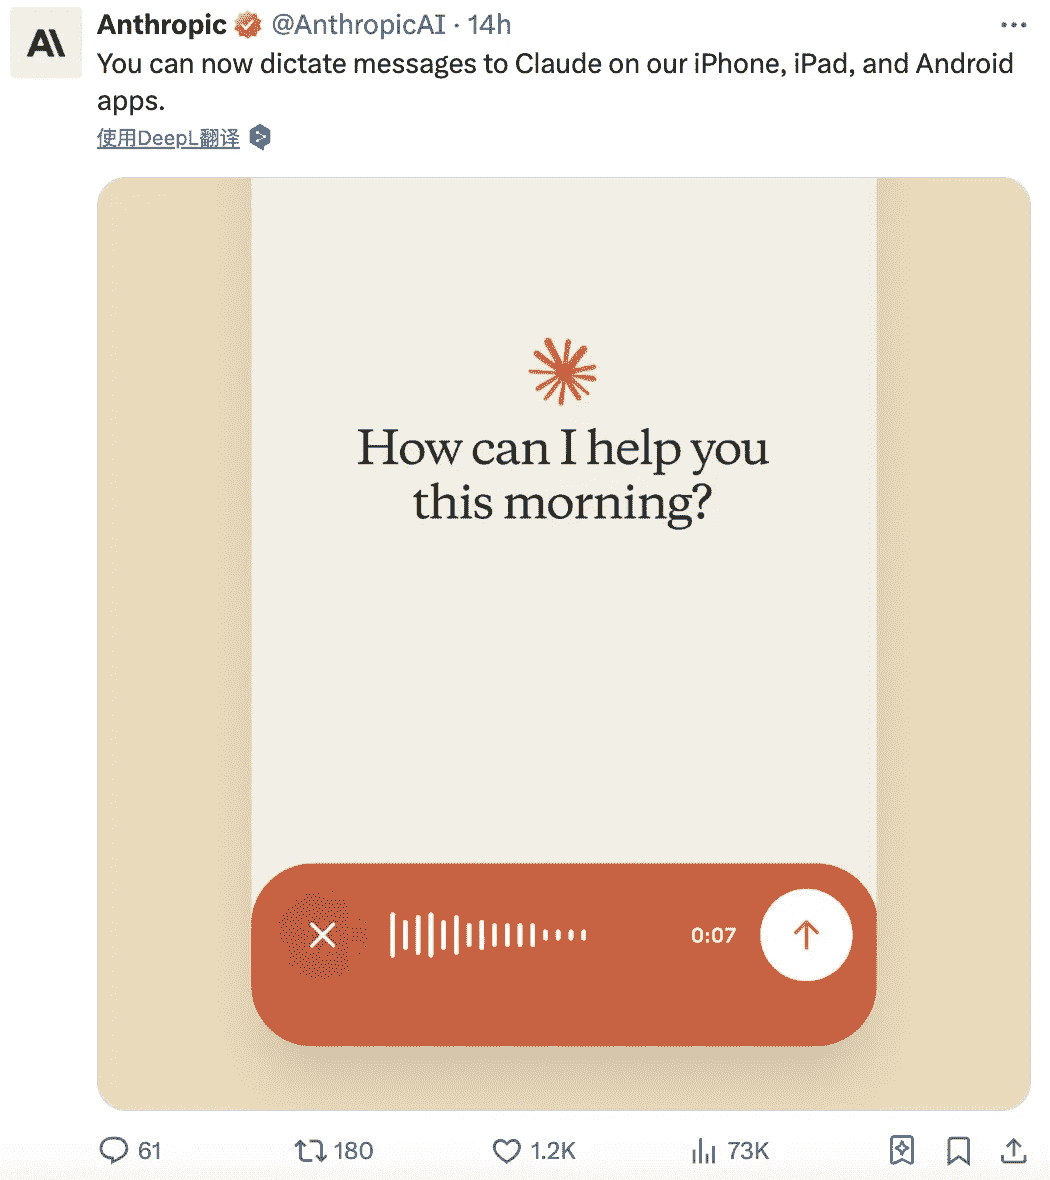 Anthropic @AnthropicAI · 14h
You can now dictate messages to Claude on our iPhone, iPad, and Android
apps.
使用DeepL翻译
How can I help you
this morning?
0:07
61 180 1.2K 73K